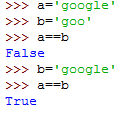 >>> a='google'
>>> b='goo'
>>> a==b
False
>>> b='google'
>>> a==b
True